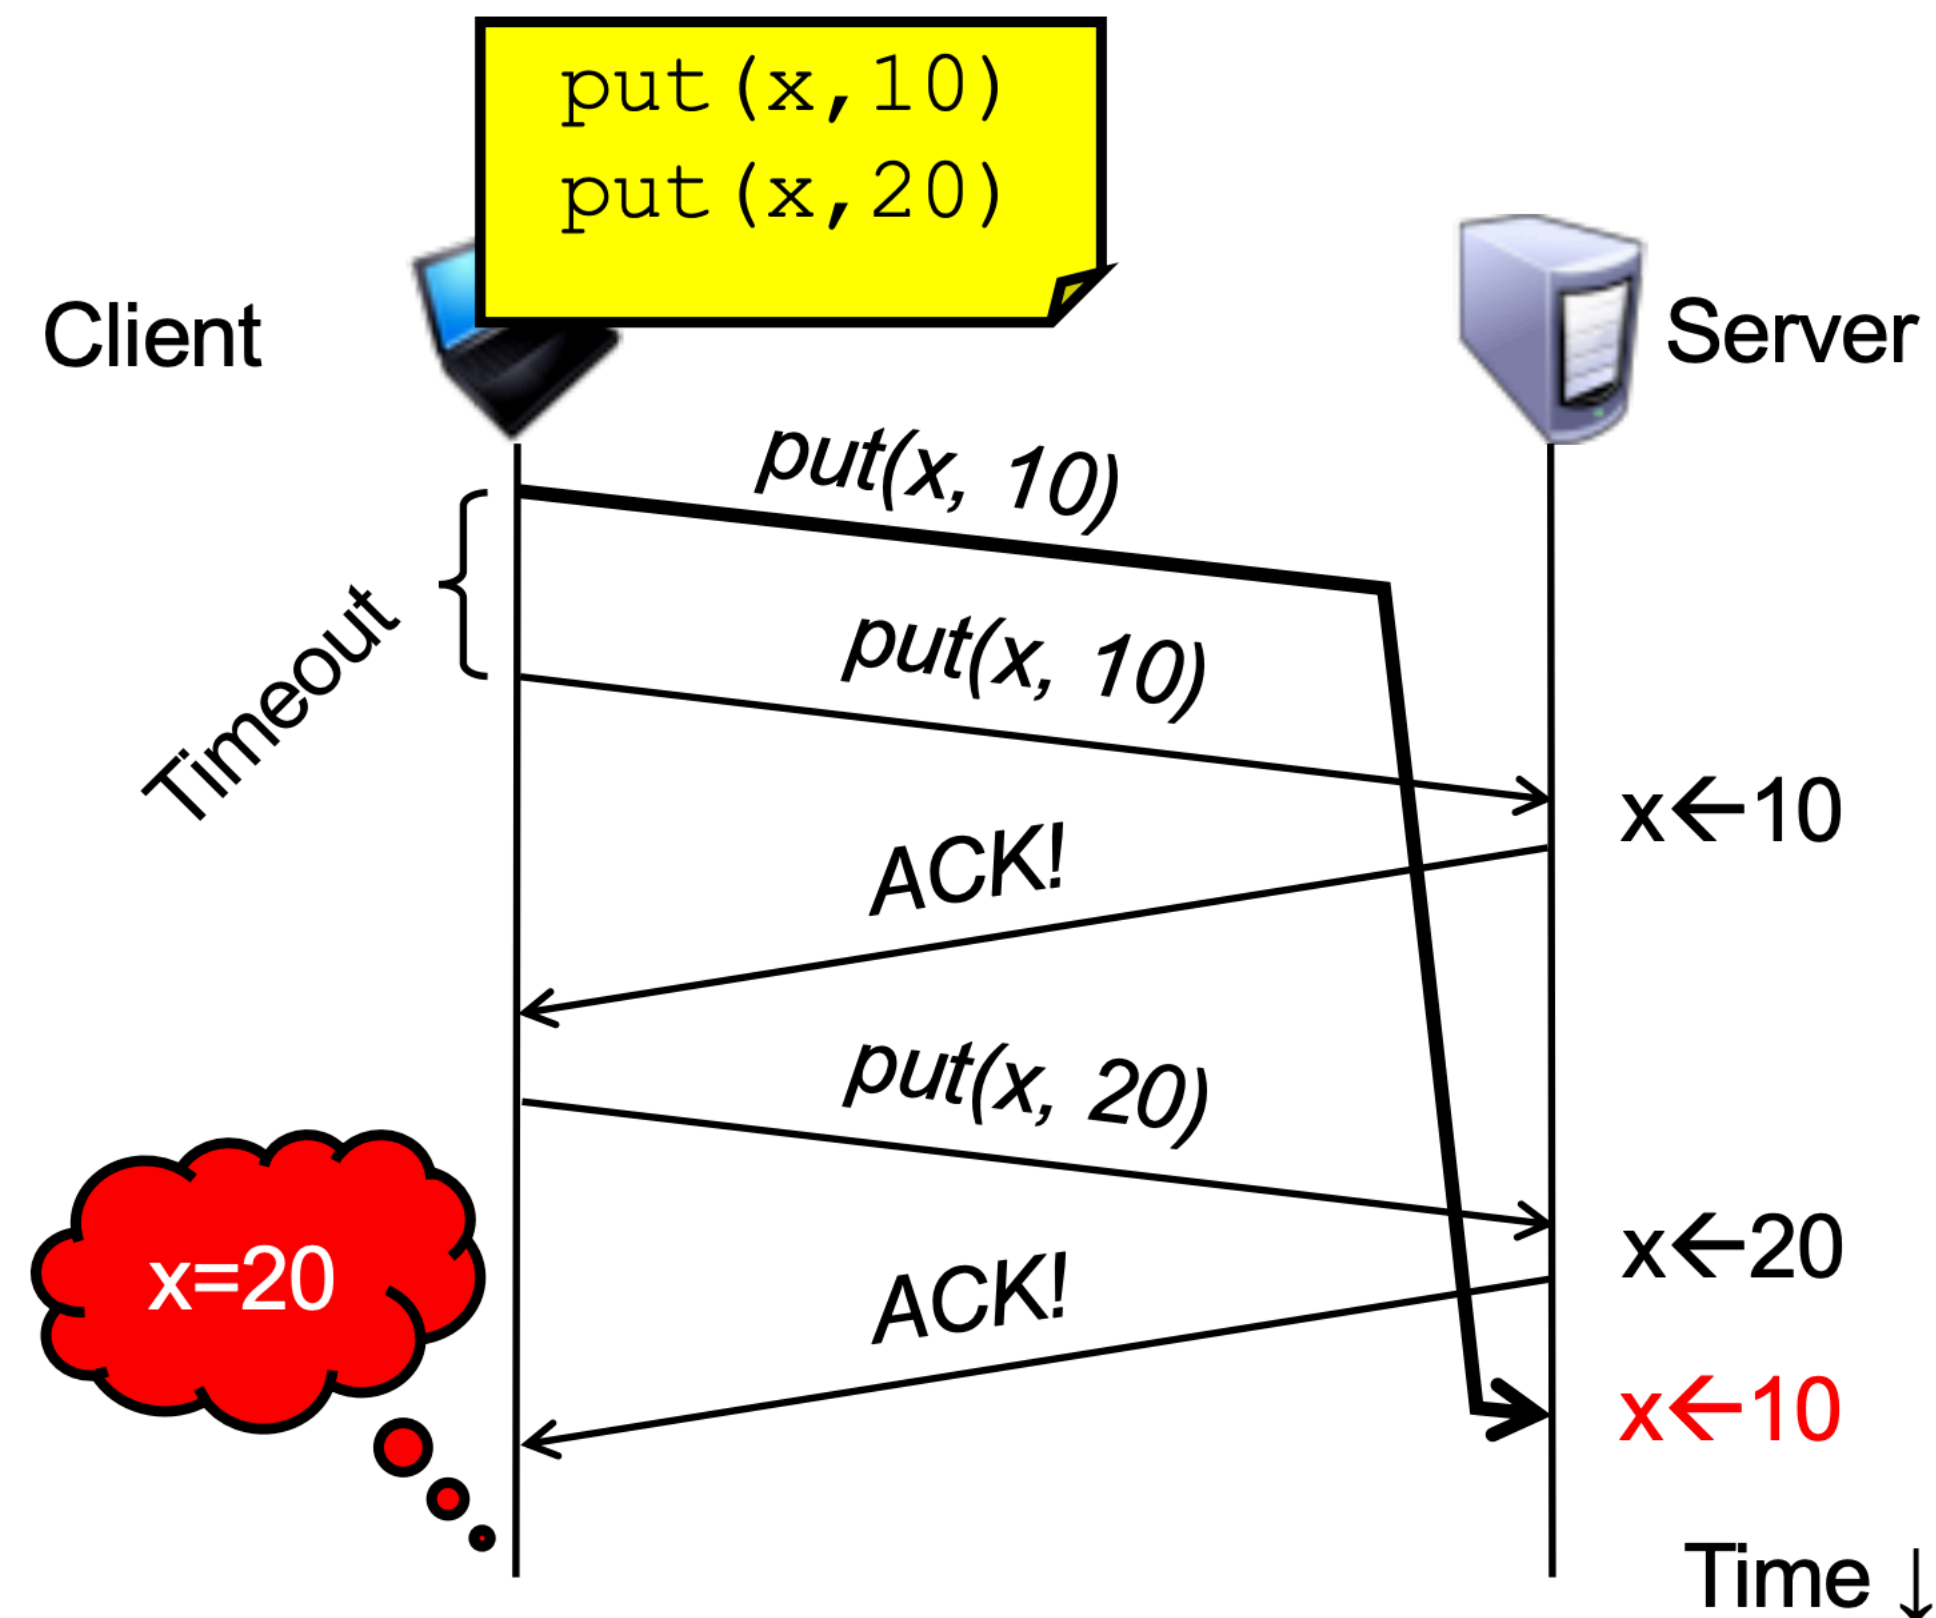 put(x,10)
put(x,20)
Client
Server
put(x, 10)
Timeout
put(x, 10)
x←10
ACK!
put(x, 20)
x←20
x=20
ACK!
x←10
Time ↓